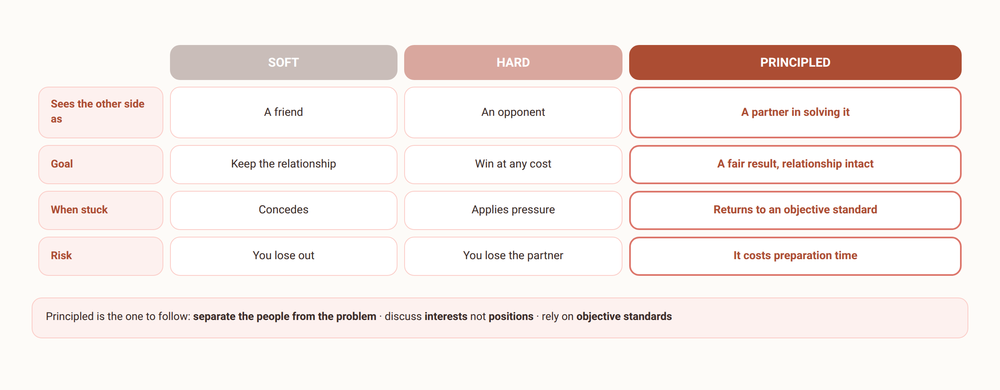 SOFT HARD PRINCIPLED
Sees the other side
as
A friend An opponent A partner in solving it
Goal Keep the relationship Win at any cost A fair result, relationship intact
When stuck Concedes Applies pressure Returns to an objective standard
Risk You lose out You lose the partner It costs preparation time
Principled is the one to follow: separate the people from the problem · discuss interests not positions · rely on objective standards